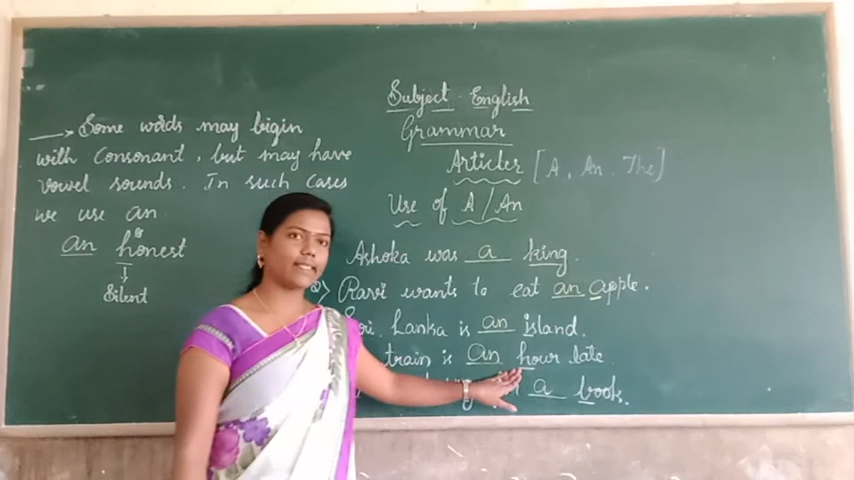 Subject - English
Grammar
Articles [A, An. The]
Use of A / An
Some words may bigin
with Consonant, but may have
vowel sounds. In such Cases
we use an
an honest
Silent
Ashoka was a king.
2) Ravi wants to eat an apple.
Sri Lanka is an island.
train is an hour late
a book.